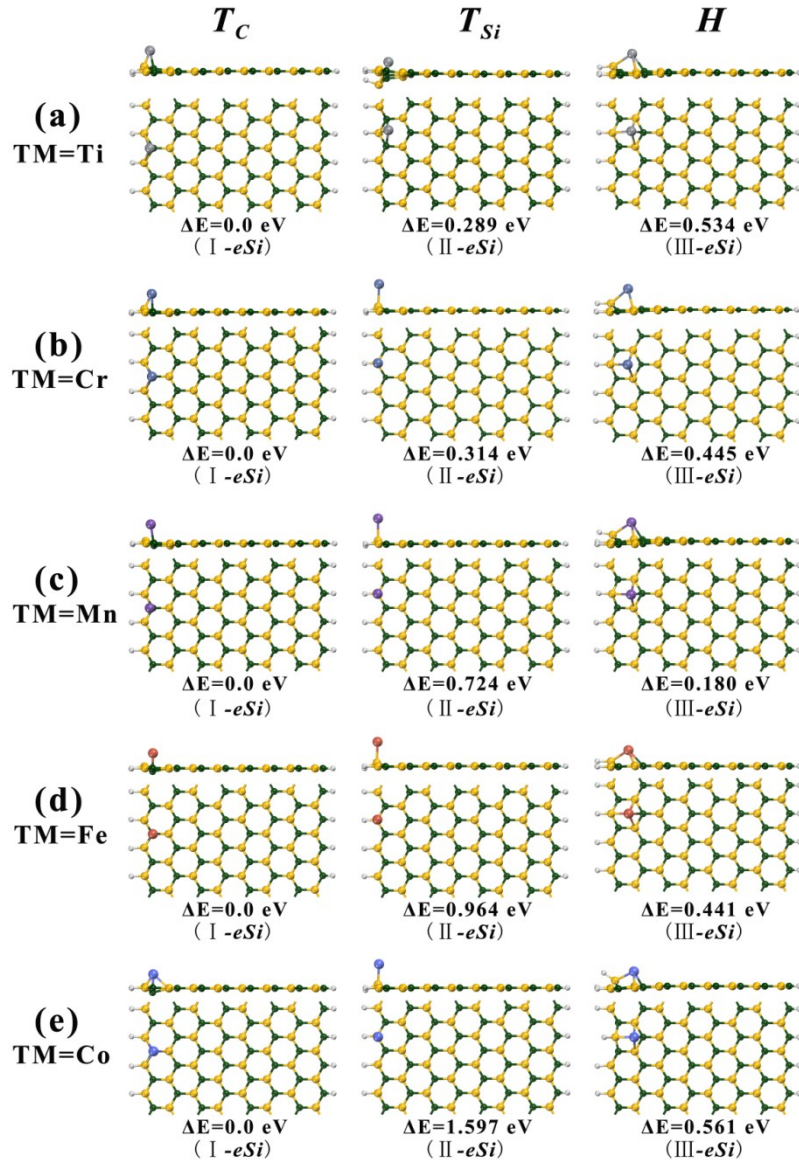 T_C T_Si H
(a)
TM=Ti
ΔE=0.0 eV ΔE=0.289 eV ΔE=0.534 eV
(Ⅰ-eSi) (Ⅱ-eSi) (Ⅲ-eSi)
(b)
TM=Cr
ΔE=0.0 eV ΔE=0.314 eV ΔE=0.445 eV
(Ⅰ-eSi) (Ⅱ-eSi) (Ⅲ-eSi)
(c)
TM=Mn
ΔE=0.0 eV ΔE=0.724 eV ΔE=0.180 eV
(Ⅰ-eSi) (Ⅱ-eSi) (Ⅲ-eSi)
(d)
TM=Fe
ΔE=0.0 eV ΔE=0.964 eV ΔE=0.441 eV
(Ⅰ-eSi) (Ⅱ-eSi) (Ⅲ-eSi)
(e)
TM=Co
ΔE=0.0 eV ΔE=1.597 eV ΔE=0.561 eV
(Ⅰ-eSi) (Ⅱ-eSi) (Ⅲ-eSi)